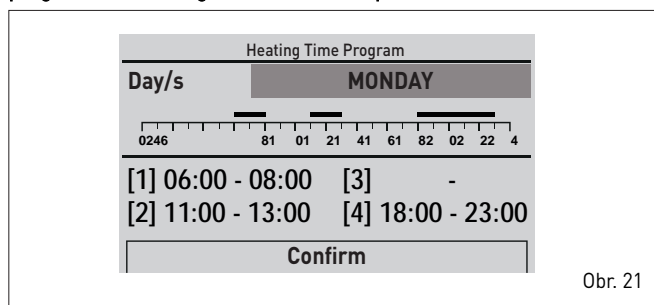 Heating Time Program
Day/s MONDAY
0246 81 01 21 41 61 82 02 22 4
[1] 06:00 - 08:00 [3] -
[2] 11:00 - 13:00 [4] 18:00 - 23:00
Confirm
Obr. 21